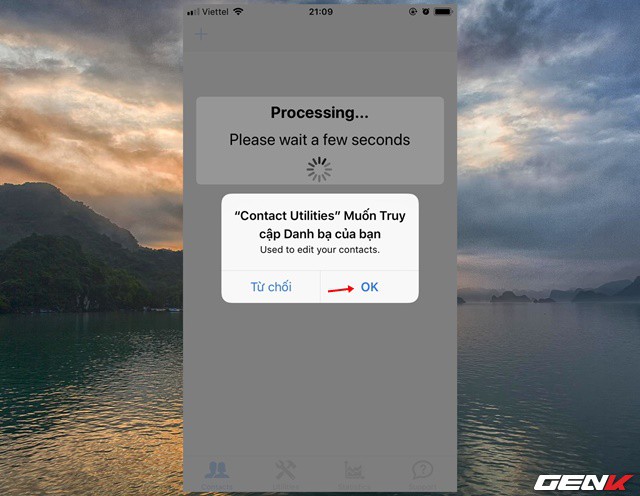 Viettel
21:09
Processing...
Please wait a few seconds
“Contact Utilities” Muốn Truy
cập Danh bạ của bạn
Used to edit your contacts.
Từ chối
OK
Contacts
GENK